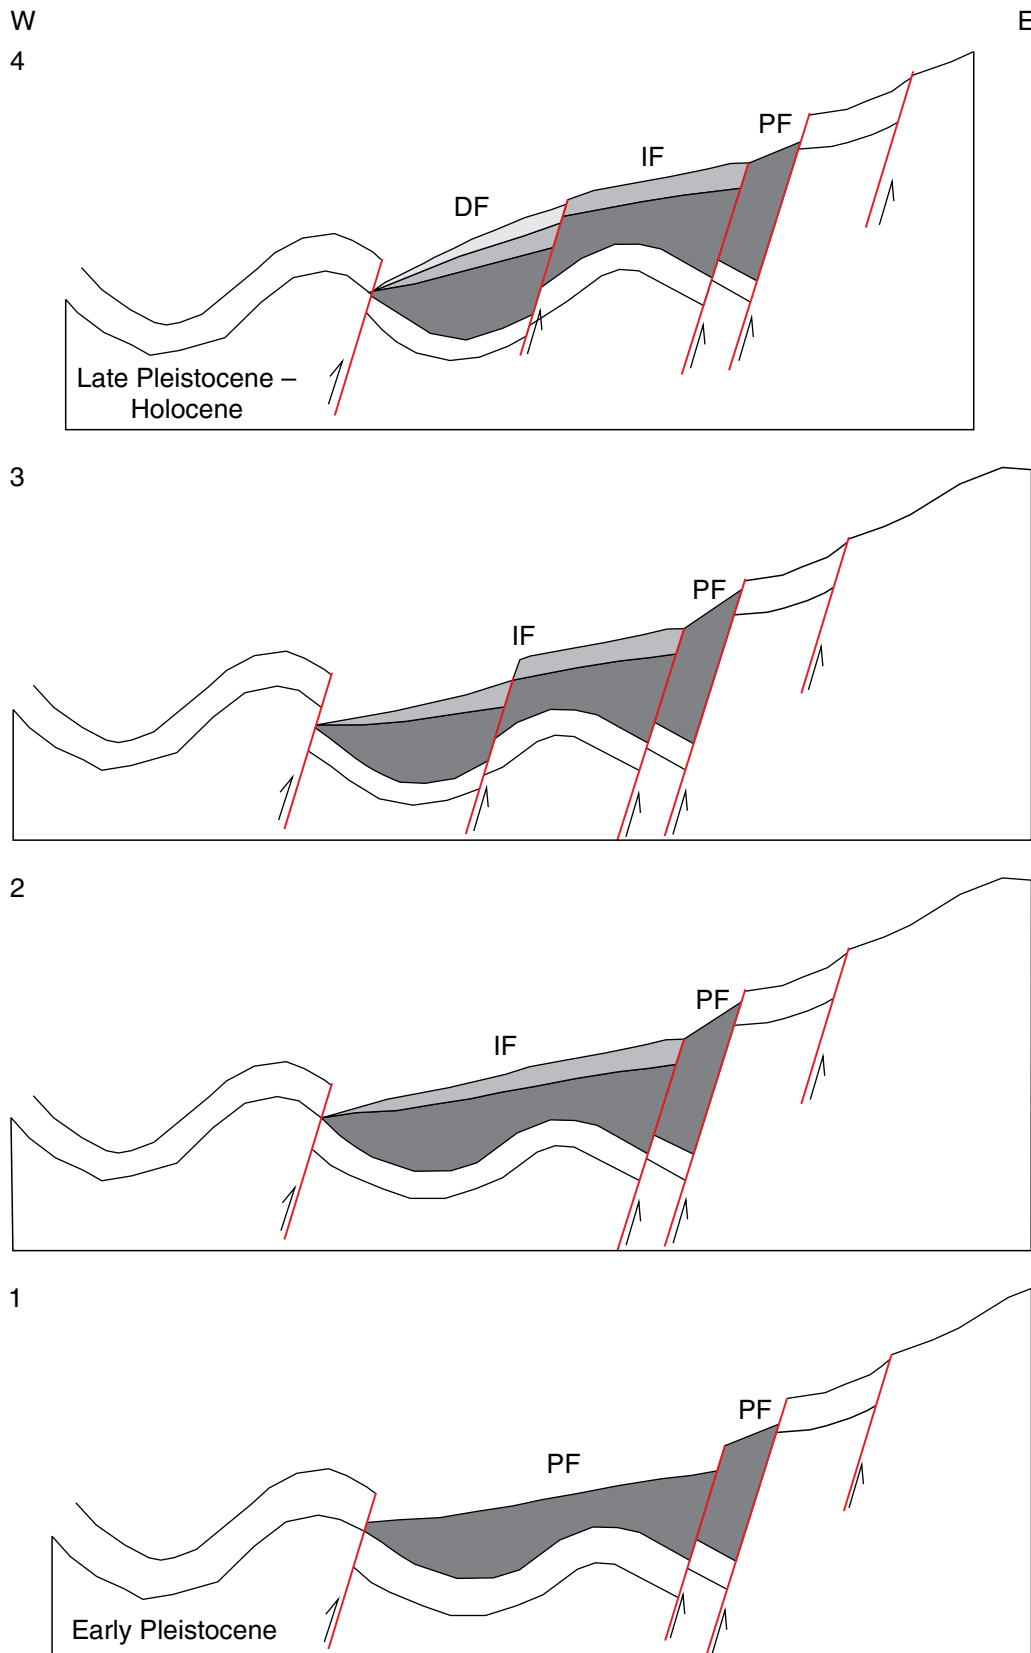 W
E
4
PF
IF
DF
Late Pleistocene –
Holocene
3
PF
IF
2
PF
IF
1
PF
PF
Early Pleistocene